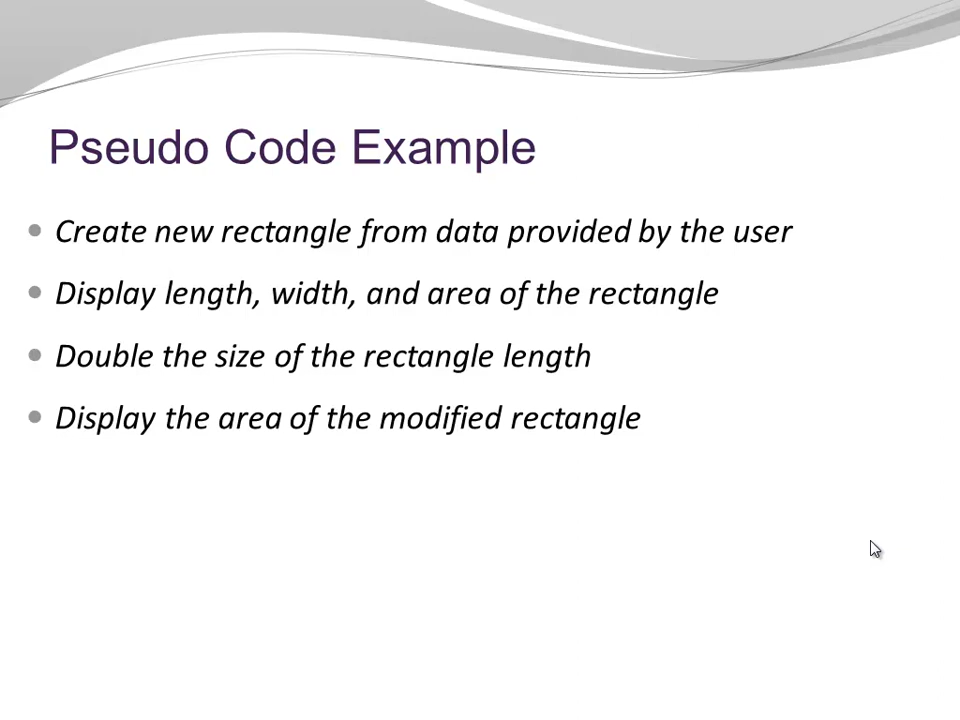 Pseudo Code Example
Create new rectangle from data provided by the user
Display length, width, and area of the rectangle
Double the size of the rectangle length
Display the area of the modified rectangle